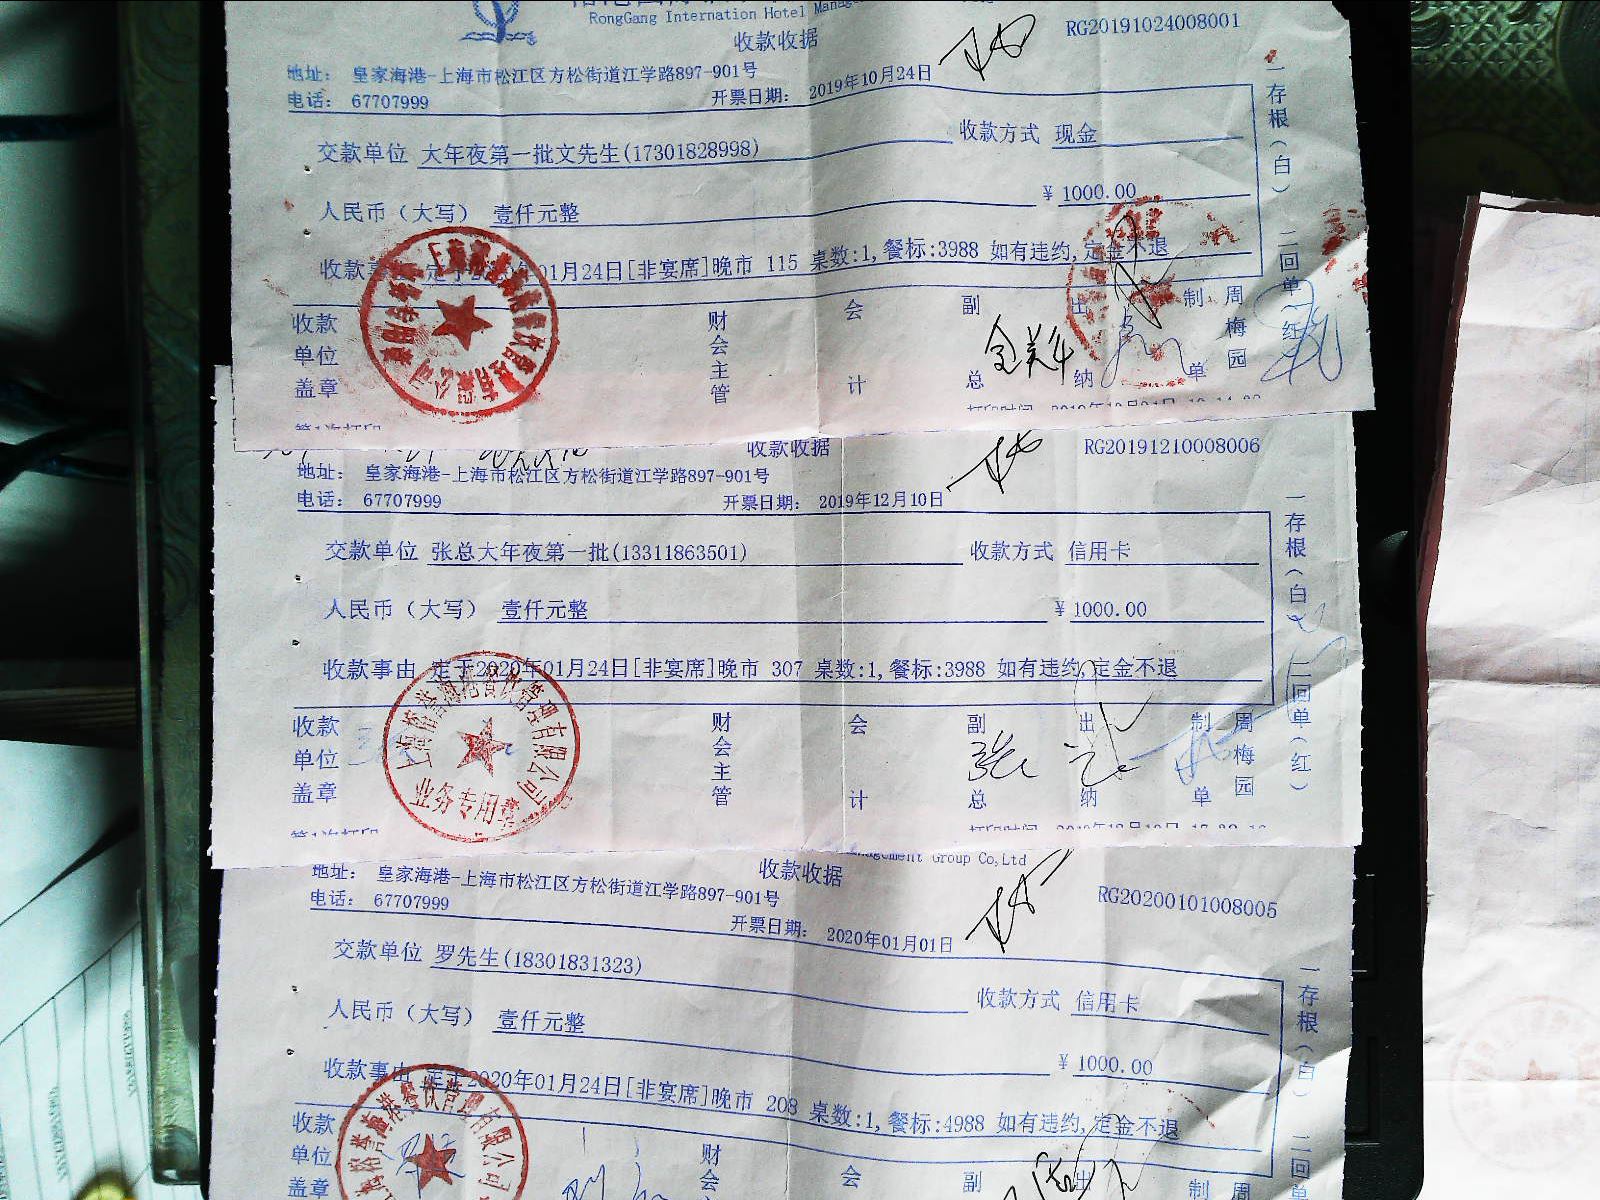 RongGang Internation Hotel
收款收据
RG20191024008001
地址： 皇家海港-上海市松江区方松街道江学路897-901号
电话： 67707999
开票日期： 2019年10月24日
交款单位 大年夜第一批文先生(17301828998)
收款方式 现金
人民币（大写） 壹仟元整
¥ 1000.00
01月24日[非宴席]晚市 115 桌数:1,餐标:3988 如有违约,定金不退
收款单位盖章
财会主管
会计
副总
出纳
制单
周梅园
一存根（白）
二回单（红）
收款收据
RG20191210008006
地址： 皇家海港-上海市松江区方松街道江学路897-901号
电话： 67707999
开票日期： 2019年12月10日
交款单位 张总大年夜第一批(13311863501)
收款方式 信用卡
人民币（大写） 壹仟元整
¥ 1000.00
收款事由 定于2020年01月24日[非宴席]晚市 307 桌数:1,餐标:3988 如有违约,定金不退
收款单位盖章
财会主管
会计
副总
出纳
制单
周梅园
业务专用章
一存根（白）
二回单（红）
Group Co,Ltd
收款收据
RG20200101008005
地址： 皇家海港-上海市松江区方松街道江学路897-901号
电话： 67707999
开票日期： 2020年01月01日
交款单位 罗先生(18301831323)
收款方式 信用卡
人民币（大写） 壹仟元整
¥ 1000.00
收款事由 定于2020年01月24日[非宴席]晚市 208 桌数:1,餐标:4988 如有违约,定金不退
收款单位盖章
财会
会
副
出
制
周梅
一存根（白）
二回